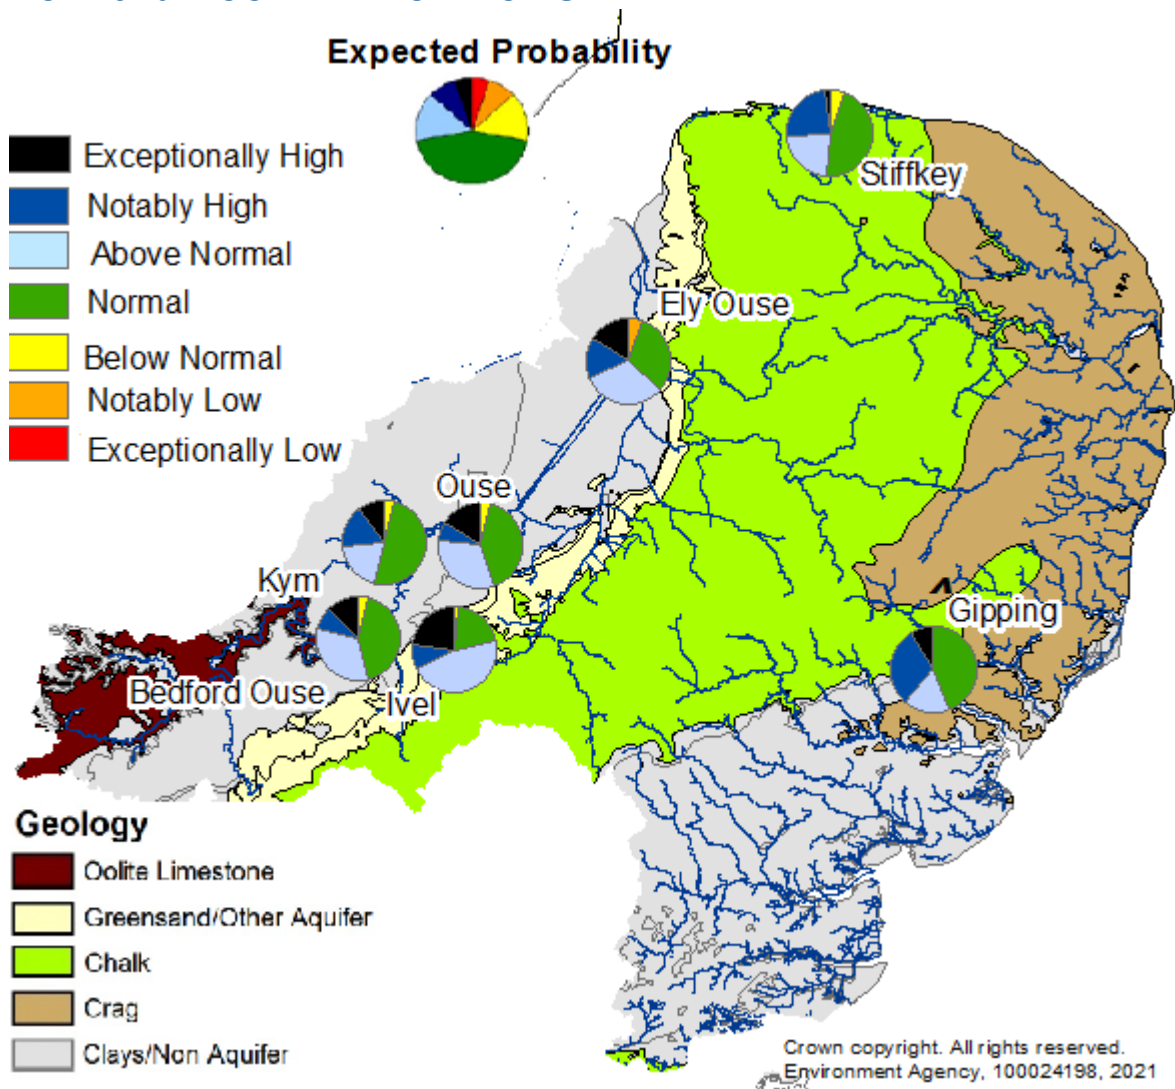 Expected Probability
Exceptionally High
Notably High
Above Normal
Normal
Below Normal
Notably Low
Exceptionally Low
Stiffkey
Ely Ouse
Ouse
Kym
Gipping
Bedford Ouse
Ivel
Geology
Oolite Limestone
Greensand/Other Aquifer
Chalk
Crag
Clays/Non Aquifer
Crown copyright. All rights reserved.
Environment Agency, 100024198, 2021